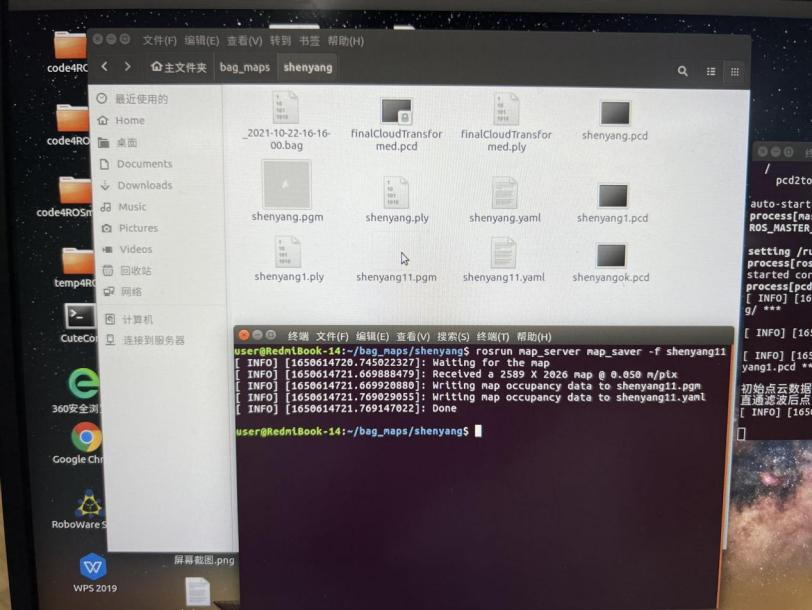 文件(F) 编辑(E) 查看(V) 转到 书签 帮助(H)
主文件夹 bag_maps shenyang
code4RO
code4RO
code4ROSm
temp4RO
CuteCo
360安全浏
Google Chr
RoboWare S
WPS 2019
最近使用的
Home
桌面
Documents
Downloads
Music
Pictures
Videos
回收站
网络
计算机
连接到服务器
_2021-10-22-16-16-
00.bag
finalCloudTransfor
med.pcd
finalCloudTransfor
med.ply
shenyang.pcd
shenyang.pgm
shenyang.ply
shenyang.yaml
shenyang1.pcd
shenyang1.ply
shenyang11.pgm
shenyang11.yaml
shenyangok.pcd
屏幕截图.png
终端 文件(F) 编辑(E) 查看(V) 搜索(S) 终端(T) 帮助(H)
user@RedmiBook-14:~/bag_maps/shenyang$ rosrun map_server map_saver -f shenyang11
[ INFO] [1650614720.745022327]: Waiting for the map
[ INFO] [1650614721.669888479]: Received a 2589 X 2026 map @ 0.050 m/pix
[ INFO] [1650614721.669920880]: Writing map occupancy data to shenyang11.pgm
[ INFO] [1650614721.769029055]: Writing map occupancy data to shenyang11.yaml
[ INFO] [1650614721.769147022]: Done
user@RedmiBook-14:~/bag_maps/shenyang$
/
pcd2to
auto-start
process[mas
ROS_MASTER_
setting /ru
process[ros
started cor
process[pcd
[ INFO] [16
g/ ***
[ INFO] [165
[ INFO] [165
yang1.pcd **
初始点云数据
直通滤波后点
[ INFO] [165